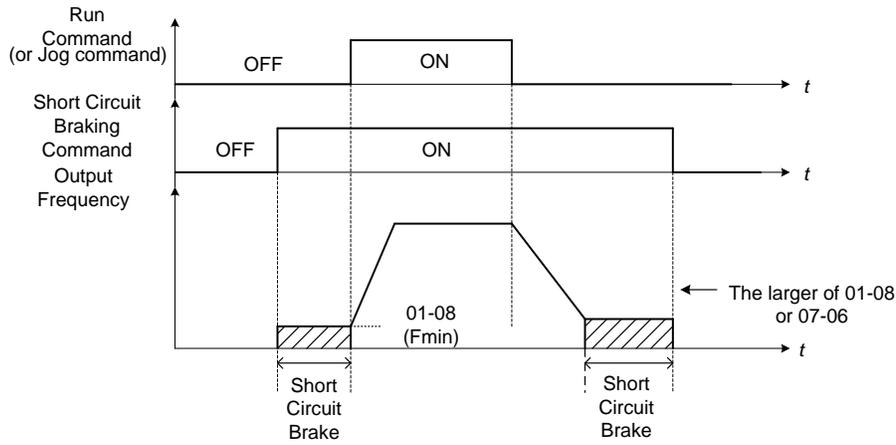 Run
Command
(or Jog command)
OFF
ON
t
Short Circuit
Braking
Command
OFF
ON
t
Output
Frequency
01-08
(Fmin)
The larger of 01-08
or 07-06
t
Short
Circuit
Brake
Short
Circuit
Brake